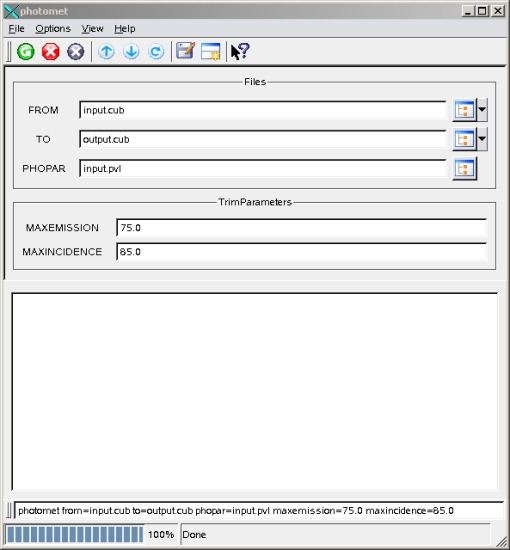 photomet
File Options View Help
Files
FROM input.cub
TO output.cub
PHOPAR input.pvl
TrimParameters
MAXEMISSION 75.0
MAXINCIDENCE 85.0
photomet from=input.cub to=output.cub phopar=input.pvl maxemission=75.0 maxincidence=85.0
100% Done